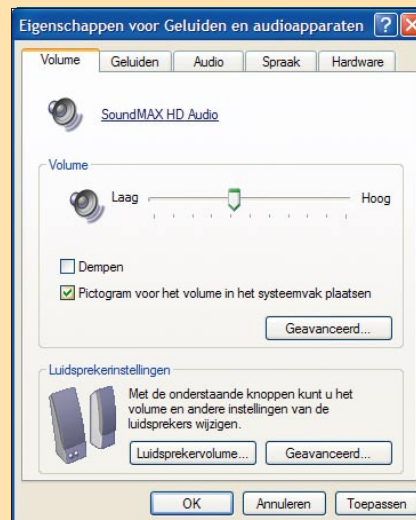 Eigenschappen voor Geluiden en audioapparaten
Volume Geluiden Audio Spraak Hardware
SoundMAX HD Audio
Volume
Laag Hoog
Dempen
Pictogram voor het volume in het systeemvak plaatsen
Geavanceerd...
Luidsprekerinstellingen
Met de onderstaande knoppen kunt u het
volume en andere instellingen van de
luidsprekers wijzigen.
Luidsprekervolume... Geavanceerd...
OK Annuleren Toepassen